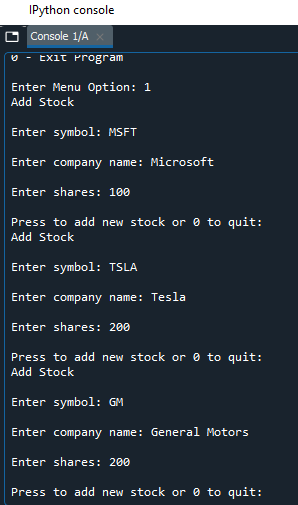 IPython console
Console 1/A
0 - Exit Program
Enter Menu Option: 1
Add Stock
Enter symbol: MSFT
Enter company name: Microsoft
Enter shares: 100
Press to add new stock or 0 to quit:
Add Stock
Enter symbol: TSLA
Enter company name: Tesla
Enter shares: 200
Press to add new stock or 0 to quit:
Add Stock
Enter symbol: GM
Enter company name: General Motors
Enter shares: 200
Press to add new stock or 0 to quit: